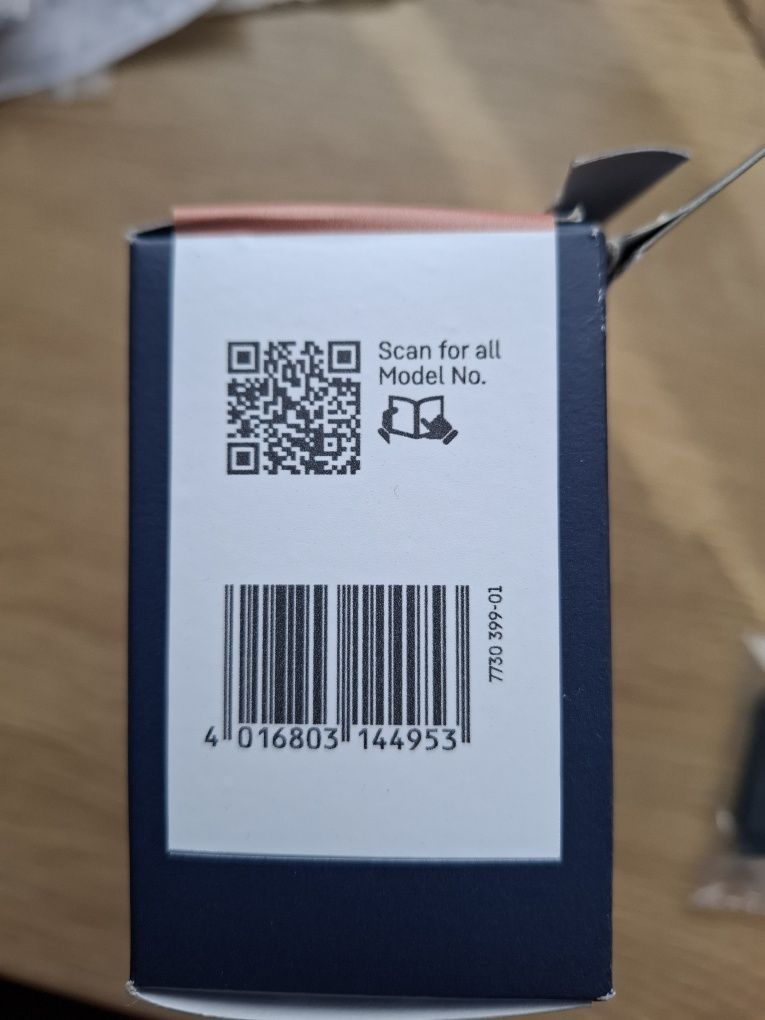 Scan for all
Model No.
7730 399-01
4 016803 144953